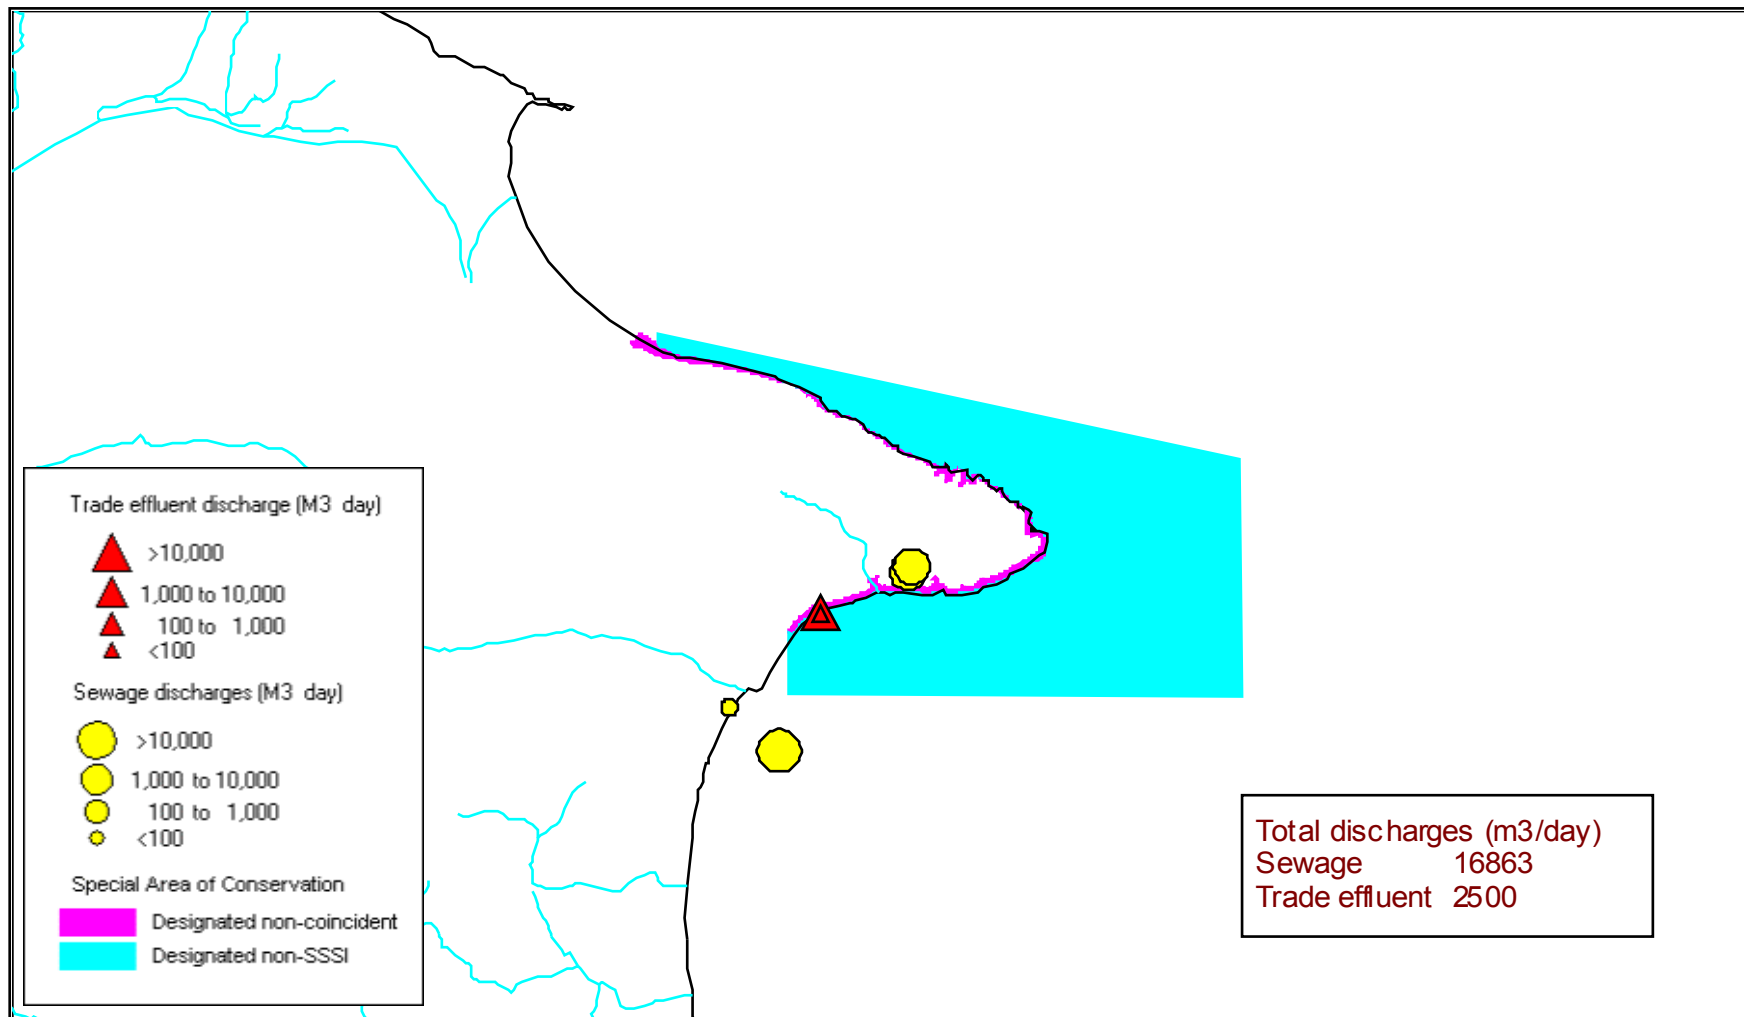 Trade effluent discharge (M3 day)
>10,000
1,000 to 10,000
100 to 1,000
<100
Sewage discharges (M3 day)
>10,000
1,000 to 10,000
100 to 1,000
<100
Special Area of Conservation
Designated non-coincident
Designated non-SSSI
Total discharges (m3/day)
Sewage 16863
Trade effluent 2500